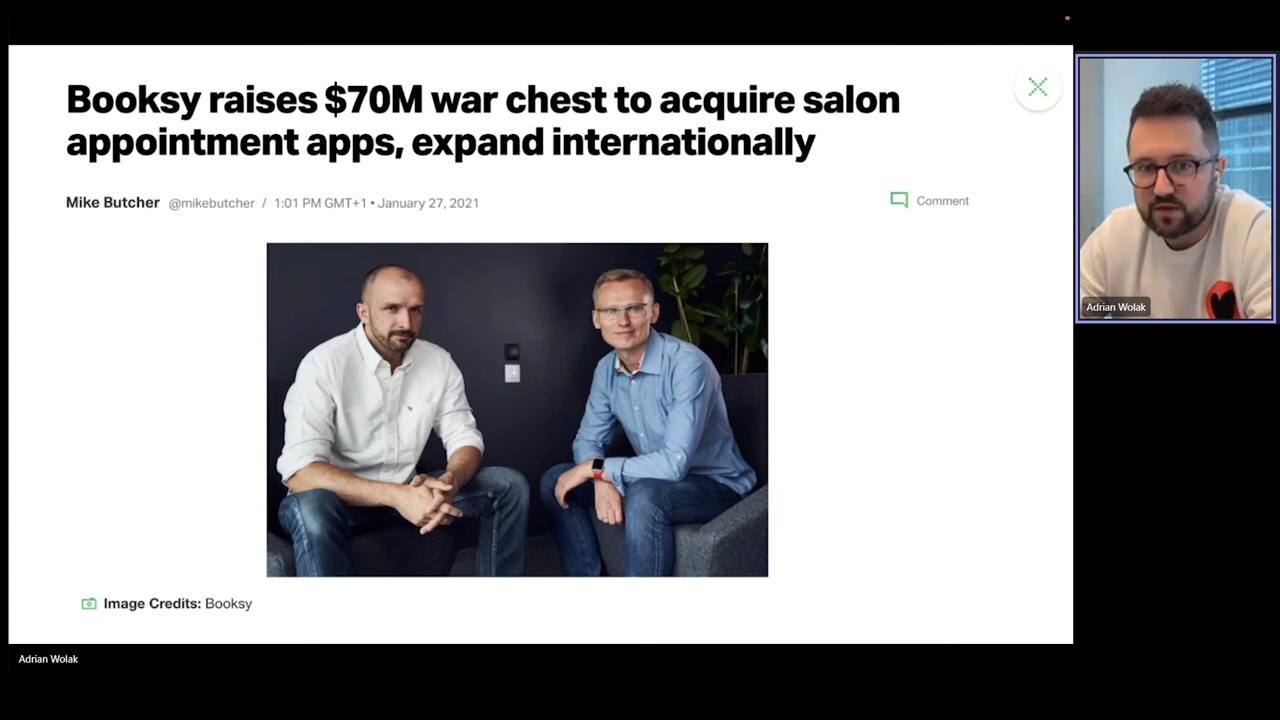 Booksy raises $70M war chest to acquire salon
appointment apps, expand internationally
Mike Butcher @mikebutcher / 1:01 PM GMT+1 • January 27, 2021
Comment
Adrian Wolak
Image Credits: Booksy
Adrian Wolak